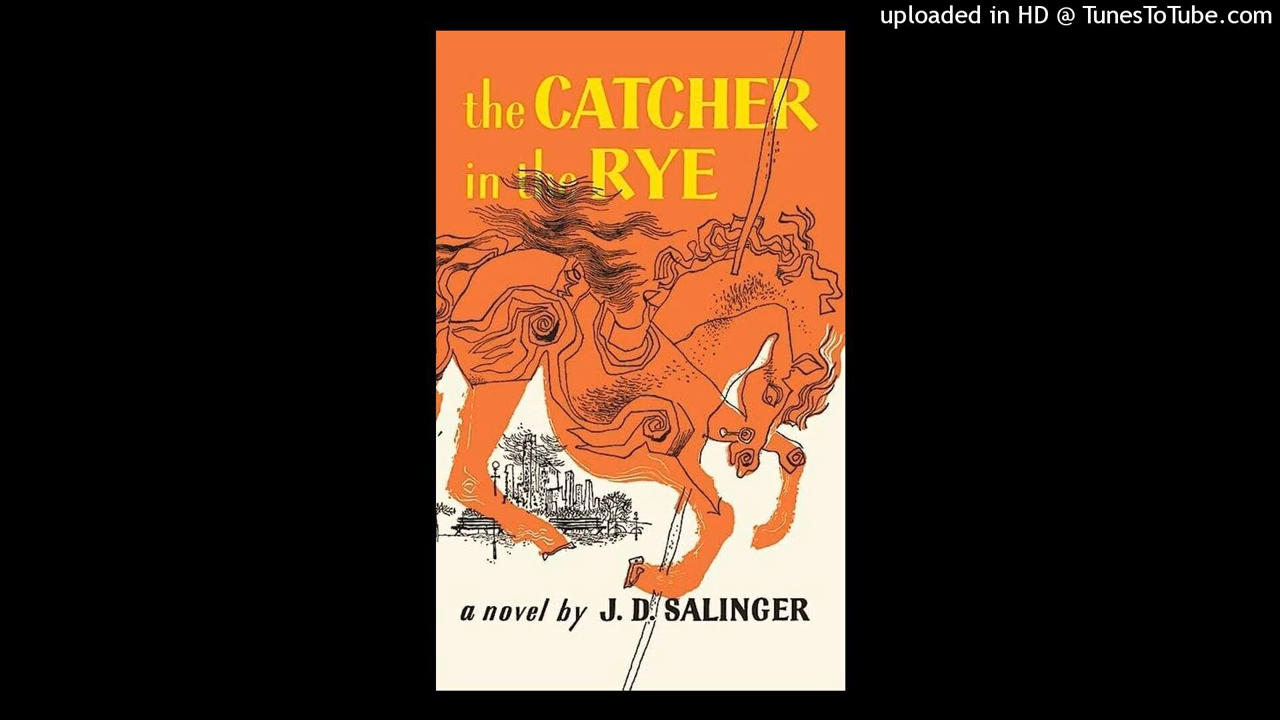 uploaded in HD @ TunesToTube.com
the CATCHER
in the RYE
a novel by J. D. SALINGER